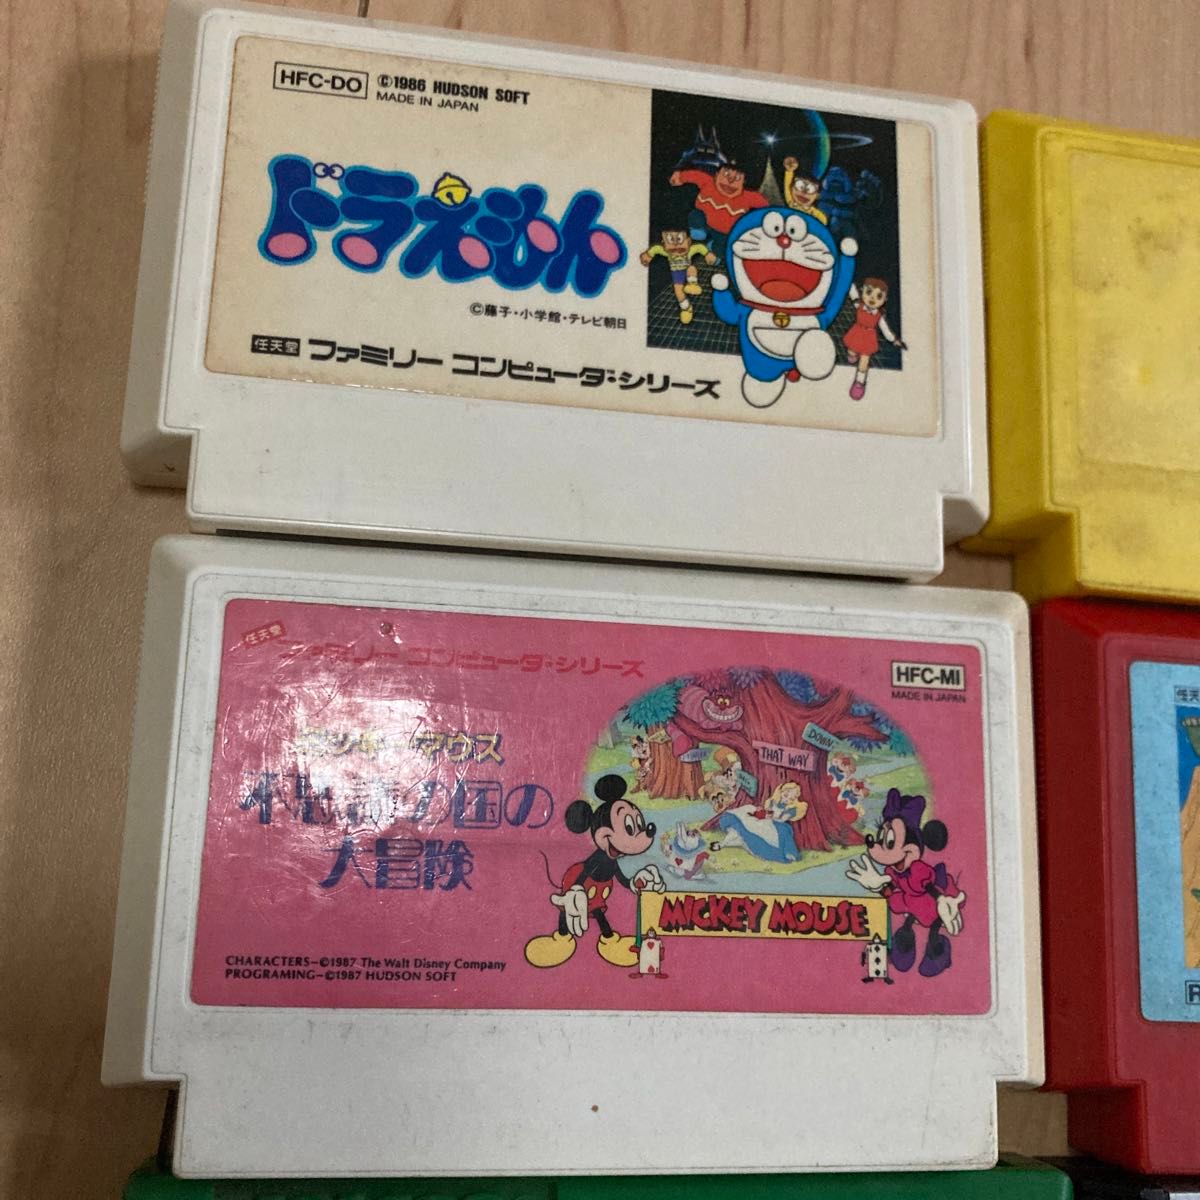 HFC-DO ©1986 HUDSON SOFT
MADE IN JAPAN
ドラえもん
©藤子・小学館・テレビ朝日
任天堂 ファミリー コンピュータ・シリーズ
任天堂 ファミリー コンピュータ・シリーズ
HFC-MI
MADE IN JAPAN
ミッキーマウス
不思議の国の
大冒険
DOWN
THAT WAY
MICKEY MOUSE
CHARACTERS-©1987 The Walt Disney Company
PROGRAMING-©1987 HUDSON SOFT
任天